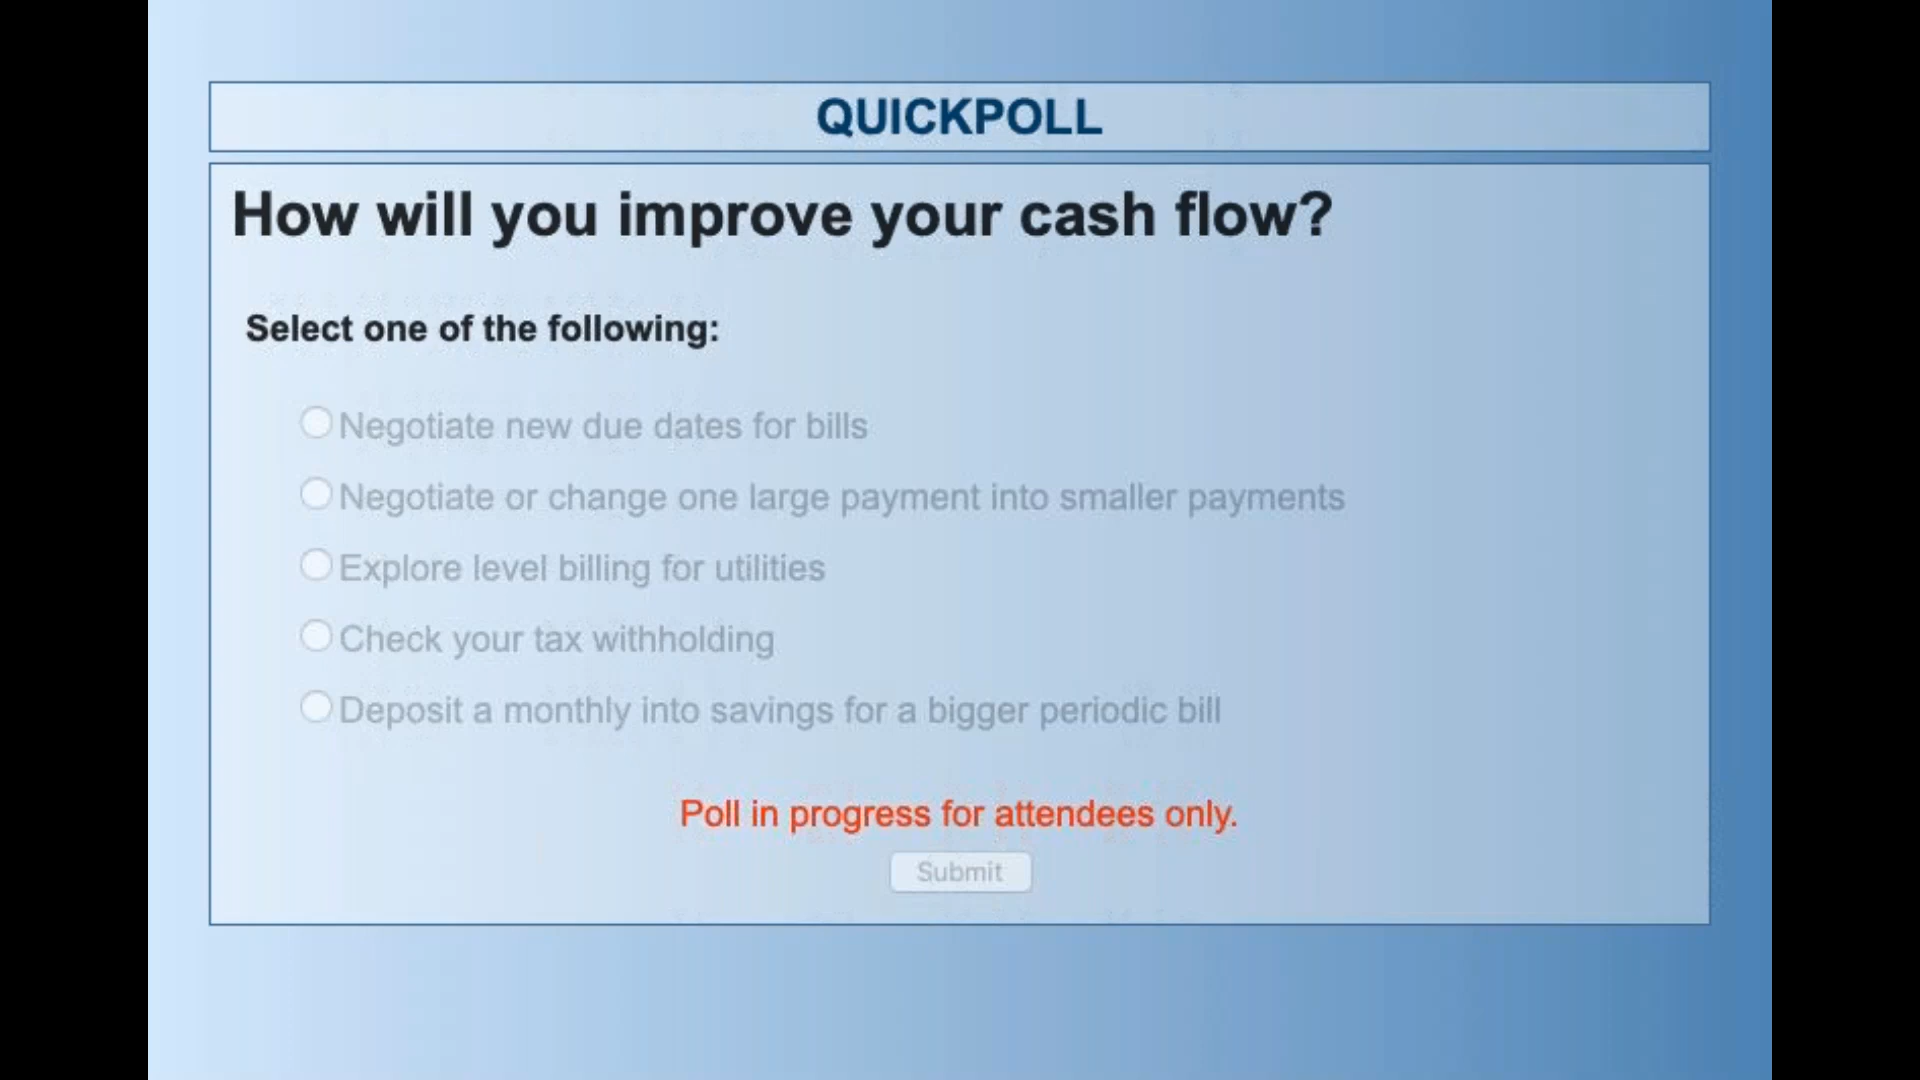 QUICKPOLL
How will you improve your cash flow?
Select one of the following:
Negotiate new due dates for bills
Negotiate or change one large payment into smaller payments
Explore level billing for utilities
Check your tax withholding
Deposit a monthly into savings for a bigger periodic bill
Poll in progress for attendees only.
Submit